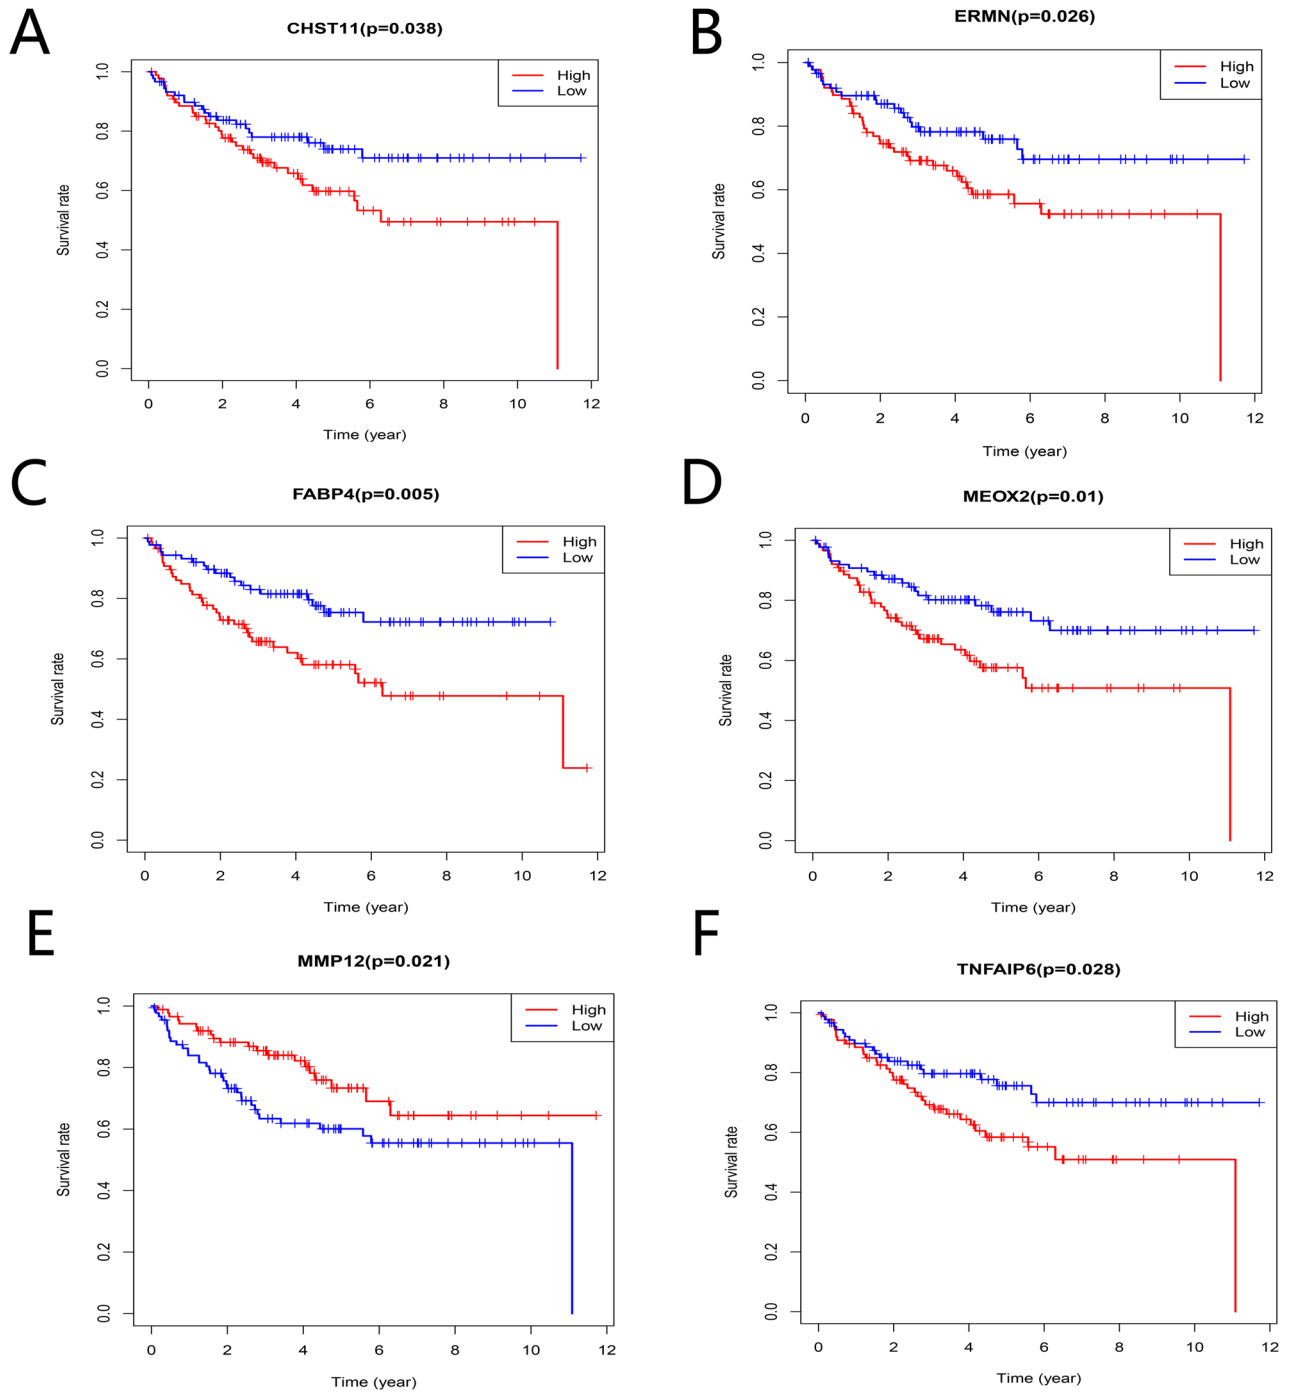 A
CHST11(p=0.038)
High
Low
Survival rate
0.0 0.2 0.4 0.6 0.8 1.0
0 2 4 6 8 10 12
Time (year)
B
ERMN(p=0.026)
High
Low
Survival rate
0.0 0.2 0.4 0.6 0.8 1.0
0 2 4 6 8 10 12
Time (year)
C
FABP4(p=0.005)
High
Low
Survival rate
0.0 0.2 0.4 0.6 0.8 1.0
0 2 4 6 8 10 12
Time (year)
D
MEOX2(p=0.01)
High
Low
Survival rate
0.0 0.2 0.4 0.6 0.8 1.0
0 2 4 6 8 10 12
Time (year)
E
MMP12(p=0.021)
High
Low
Survival rate
0.0 0.2 0.4 0.6 0.8 1.0
0 2 4 6 8 10 12
Time (year)
F
TNFAIP6(p=0.028)
High
Low
Survival rate
0.0 0.2 0.4 0.6 0.8 1.0
0 2 4 6 8 10 12
Time (year)